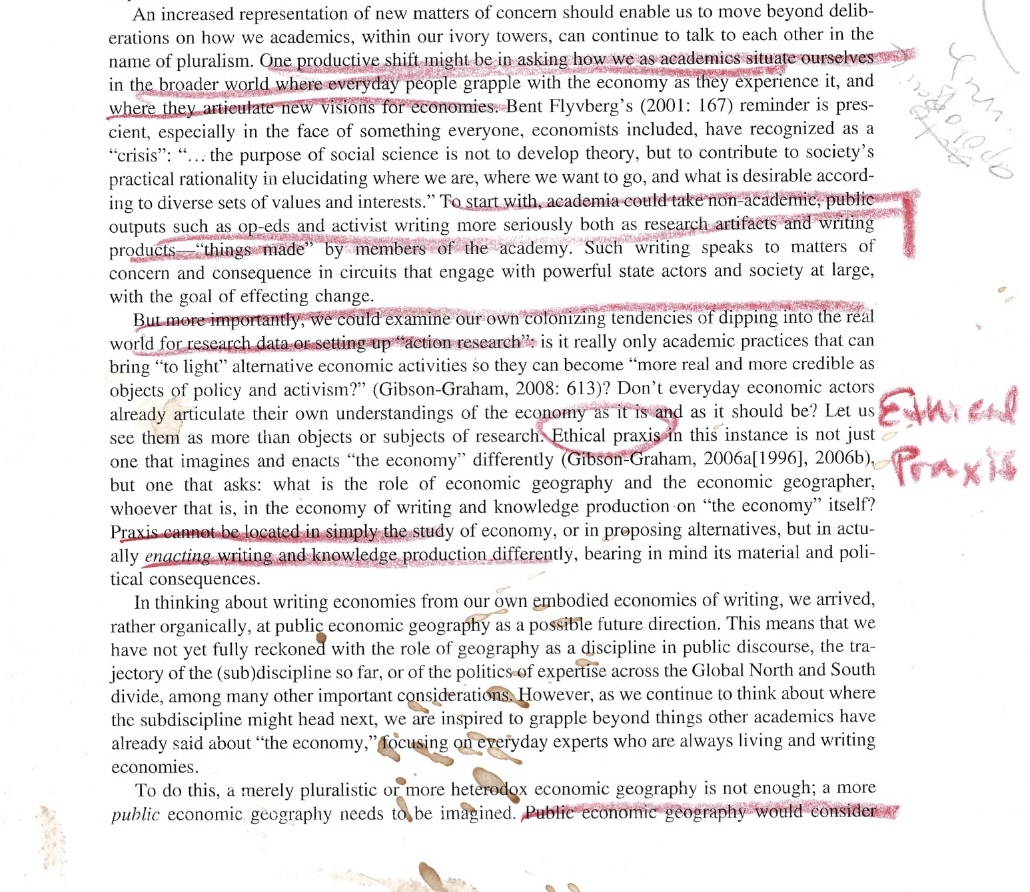 An increased representation of new matters of concern should enable us to move beyond delib-
erations on how we academics, within our ivory towers, can continue to talk to each other in the
name of pluralism. One productive shift might be in asking how we as academics situate ourselves
in the broader world where everyday people grapple with the economy as they experience it, and
where they articulate new visions for economies. Bent Flyvberg's (2001: 167) reminder is pres-
cient, especially in the face of something everyone, economists included, have recognized as a
“crisis”: “… the purpose of social science is not to develop theory, but to contribute to society's
practical rationality in elucidating where we are, where we want to go, and what is desirable accord-
ing to diverse sets of values and interests.” To start with, academia could take non-academic, public
outputs such as op-eds and activist writing more seriously both as research artifacts and writing
products—“things made” by members of the academy. Such writing speaks to matters of
concern and consequence in circuits that engage with powerful state actors and society at large,
with the goal of effecting change.
But more importantly, we could examine our own colonizing tendencies of dipping into the real
world for research data or setting up “action research”: is it really only academic practices that can
bring “to light” alternative economic activities so they can become “more real and more credible as
objects of policy and activism?” (Gibson-Graham, 2008: 613)? Don't everyday economic actors
already articulate their own understandings of the economy as it is and as it should be? Let us
see them as more than objects or subjects of research. Ethical praxis in this instance is not just
one that imagines and enacts “the economy” differently (Gibson-Graham, 2006a[1996], 2006b),
but one that asks: what is the role of economic geography and the economic geographer,
whoever that is, in the economy of writing and knowledge production on “the economy” itself?
Praxis cannot be located in simply the study of economy, or in proposing alternatives, but in actu-
ally enacting writing and knowledge production differently, bearing in mind its material and poli-
tical consequences.
In thinking about writing economies from our own embodied economies of writing, we arrived,
rather organically, at public economic geography as a possible future direction. This means that we
have not yet fully reckoned with the role of geography as a discipline in public discourse, the tra-
jectory of the (sub)discipline so far, or of the politics of expertise across the Global North and South
divide, among many other important considerations. However, as we continue to think about where
the subdiscipline might head next, we are inspired to grapple beyond things other academics have
already said about “the economy,” focusing on everyday experts who are always living and writing
economies.
To do this, a merely pluralistic or more heterodox economic geography is not enough; a more
public economic geography needs to be imagined. Public economic geography would consider
Ethical
Praxis